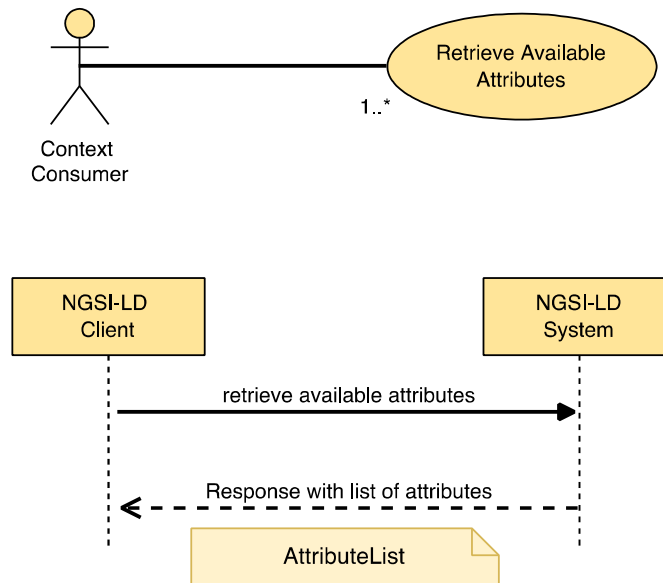 Retrieve Available
Attributes
1..*
Context
Consumer
NGSI-LD
Client
NGSI-LD
System
retrieve available attributes
Response with list of attributes
AttributeList